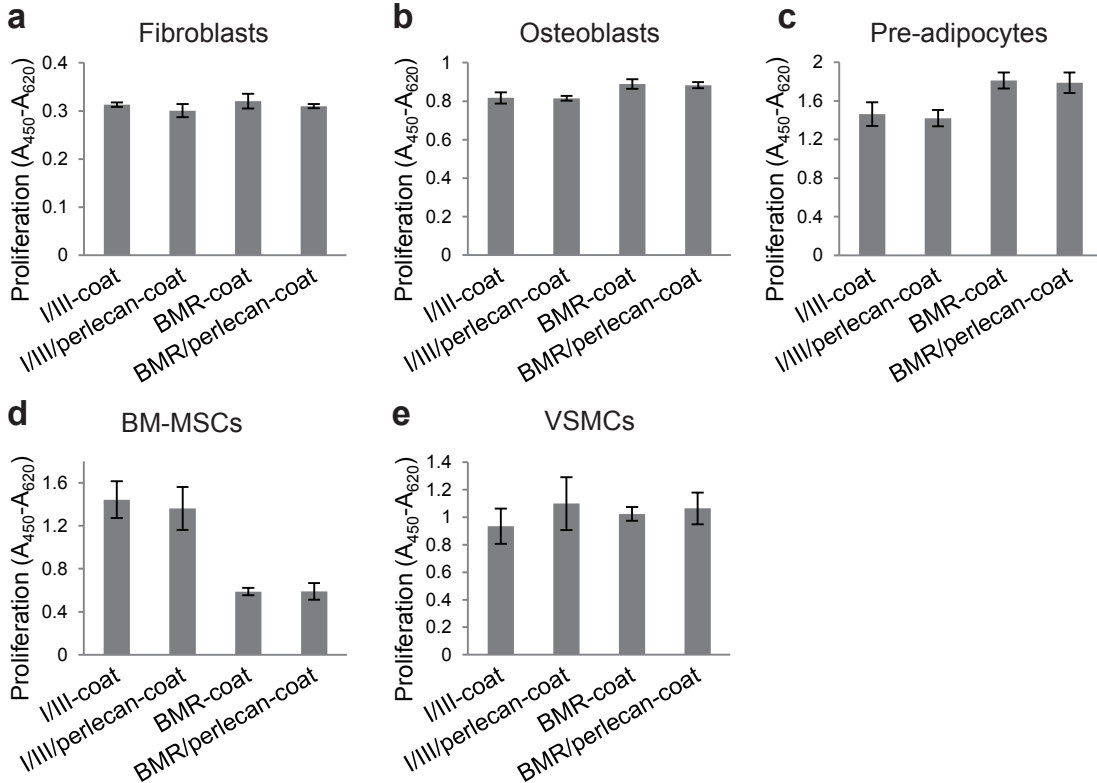 a
Fibroblasts
Proliferation (A450-A620)
0.4
0.3
0.2
0.1
0
I/III-coat
I/III/perlecan-coat
BMR-coat
BMR/perlecan-coat
b
Osteoblasts
Proliferation (A450-A620)
1
0.8
0.6
0.4
0.2
0
I/III-coat
I/III/perlecan-coat
BMR-coat
BMR/perlecan-coat
c
Pre-adipocytes
Proliferation (A450-A620)
2
1.6
1.2
0.8
0.4
0
I/III-coat
I/III/perlecan-coat
BMR-coat
BMR/perlecan-coat
d
BM-MSCs
Proliferation (A450-A620)
1.6
1.2
0.8
0.4
0
I/III-coat
I/III/perlecan-coat
BMR-coat
BMR/perlecan-coat
e
VSMCs
Proliferation (A450-A620)
1.4
1.2
1
0.8
0.6
0.4
0.2
0
I/III-coat
I/III/perlecan-coat
BMR-coat
BMR/perlecan-coat